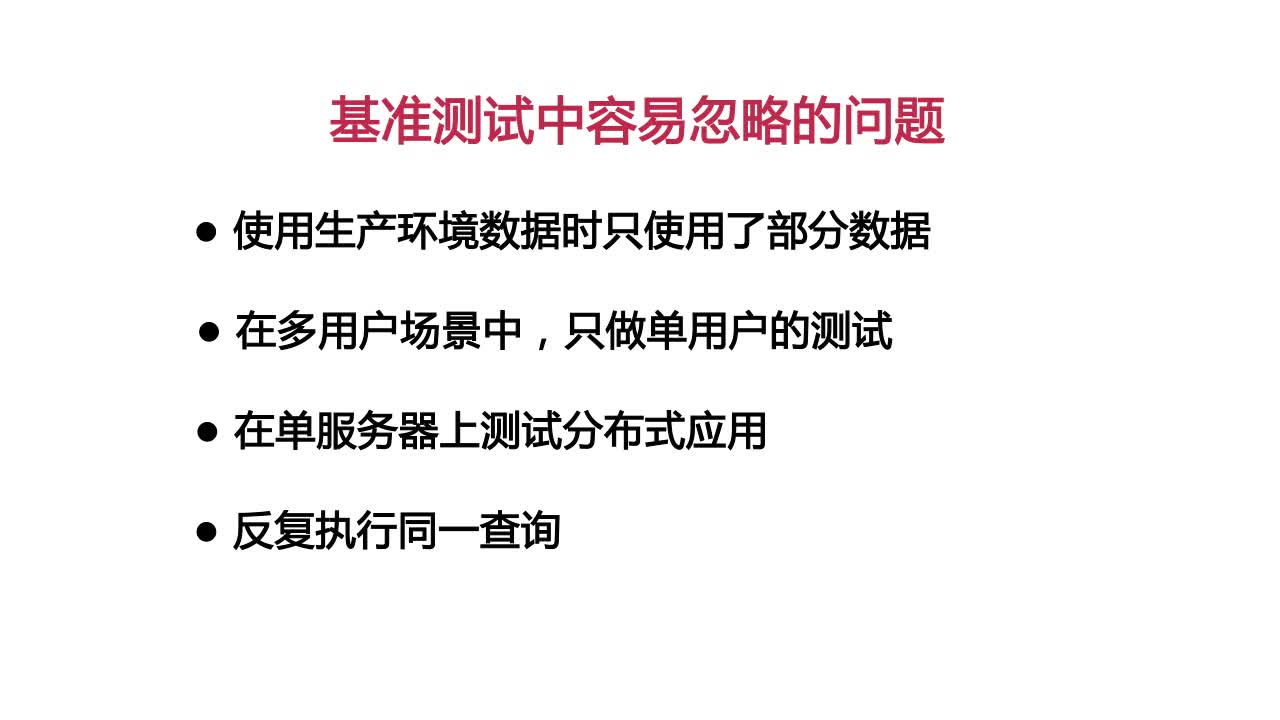 基准测试中容易忽略的问题
● 使用生产环境数据时只使用了部分数据
● 在多用户场景中，只做单用户的测试
● 在单服务器上测试分布式应用
● 反复执行同一查询